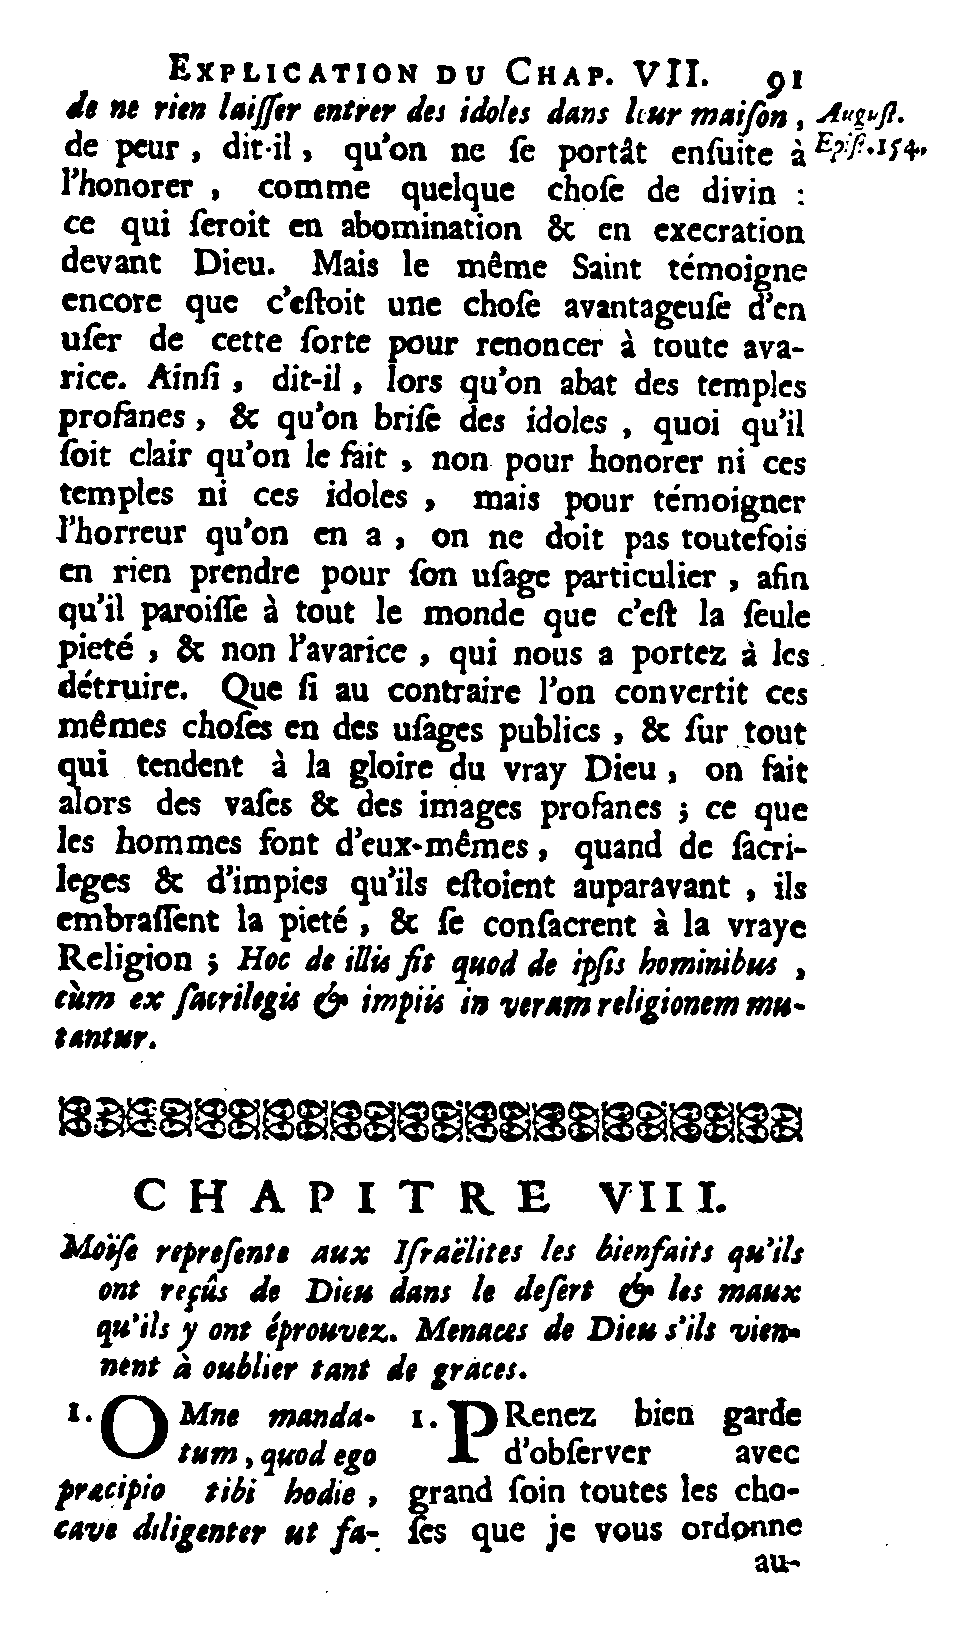 EXPLICATION DU CHAP. VII. 91
de ne rien laiſſer entrer des idoles dans leur maiſon, Auguſt.
de peur, dit-il, qu'on ne ſe portât enſuite à Epiſt. 154.
l'honorer, comme quelque choſe de divin :
ce qui ſeroit en abomination & en execration
devant Dieu. Mais le même Saint témoigne
encore que c'eſtoit une choſe avantageuſe d'en
uſer de cette ſorte pour renoncer à toute ava-
rice. Ainſi, dit-il, lors qu'on abat des temples
profanes, & qu'on briſe des idoles, quoi qu'il
ſoit clair qu'on le fait, non pour honorer ni ces
temples ni ces idoles, mais pour témoigner
l'horreur qu'on en a, on ne doit pas toutefois
en rien prendre pour ſon uſage particulier, afin
qu'il paroiſſe à tout le monde que c'eſt la ſeule
pieté, & non l'avarice, qui nous a portez à les
détruire. Que ſi au contraire l'on convertit ces
mêmes choſes en des uſages publics, & ſur tout
qui tendent à la gloire du vray Dieu, on fait
alors des vaſes & des images profanes ; ce que
les hommes font d'eux-mêmes, quand de ſacri-
leges & d'impies qu'ils eſtoient auparavant, ils
embraſſent la pieté, & ſe conſacrent à la vraye
Religion ; Hoc de illis fit quod de ipſis hominibus,
cùm ex ſacrilegis & impiis in veram religionem mu-
tantur.
CHAPITRE VIII.
Moïſe repreſente aux Iſraëlites les bienfaits qu'ils
ont reçûs de Dieu dans le deſert & les maux
qu'ils y ont éprouvez. Menaces de Dieu s'ils vien-
nent à oublier tant de graces.
1. OMne manda-
tum, quod ego
præcipio tibi hodie,
cave diligenter ut fa-
1. PRenez bien garde
d'obſerver avec
grand ſoin toutes les cho-
ſes que je vous ordonne
au-